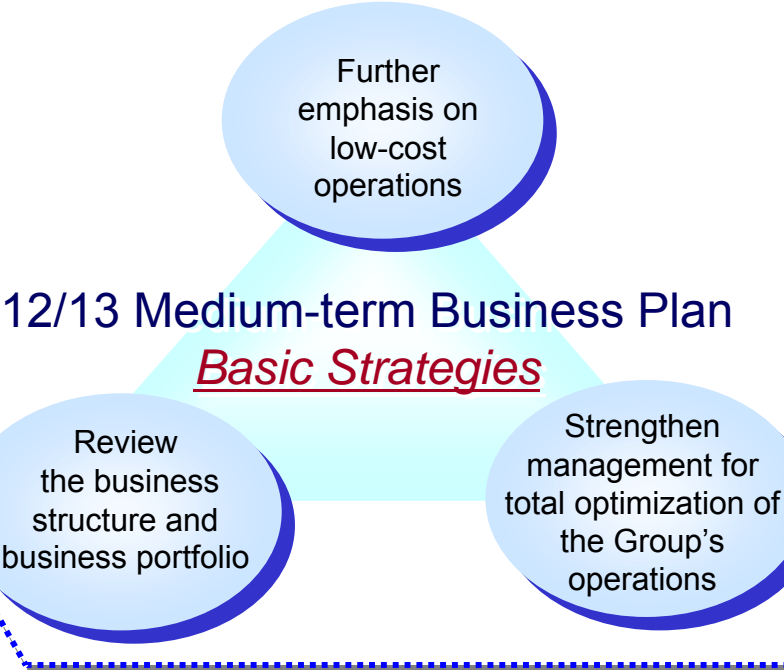 Further
emphasis on
low-cost
operations
12/13 Medium-term Business Plan
Basic Strategies
Review
the business
structure and
business portfolio
Strengthen
management for
total optimization of
the Group’s
operations